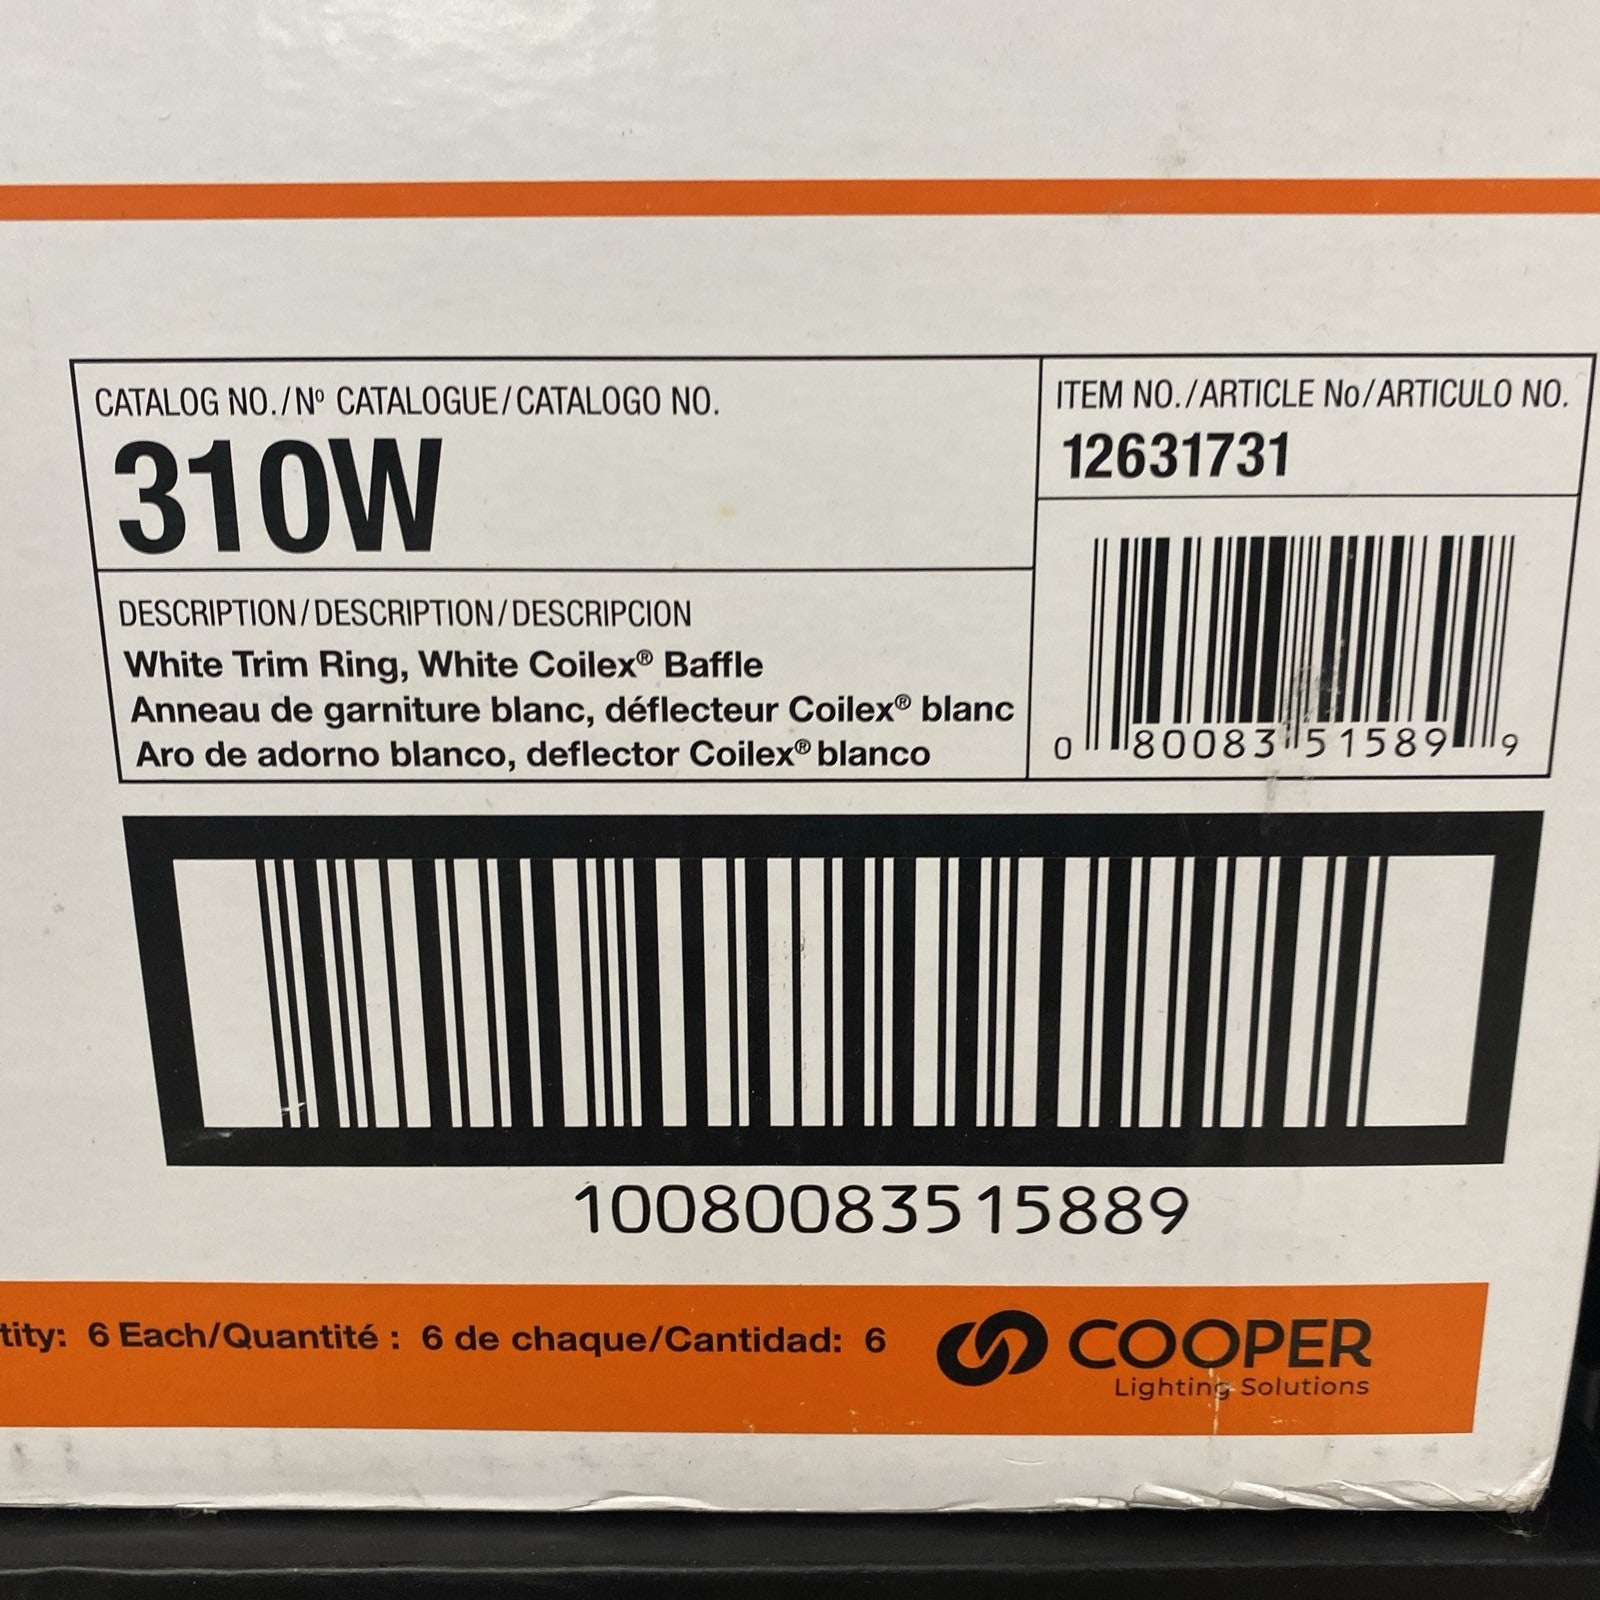 CATALOG NO./Nº CATALOGUE/CATALOGO NO.
310W
DESCRIPTION/DESCRIPTION/DESCRIPCION
White Trim Ring, White Coilex® Baffle
Anneau de garniture blanc, déflecteur Coilex® blanc
Aro de adorno blanco, deflector Coilex® blanco
ITEM NO./ARTICLE No/ARTICULO NO.
12631731
0 80083 51589 9
10080083515889
tity: 6 Each/Quantité : 6 de chaque/Cantidad: 6
COOPER
Lighting Solutions